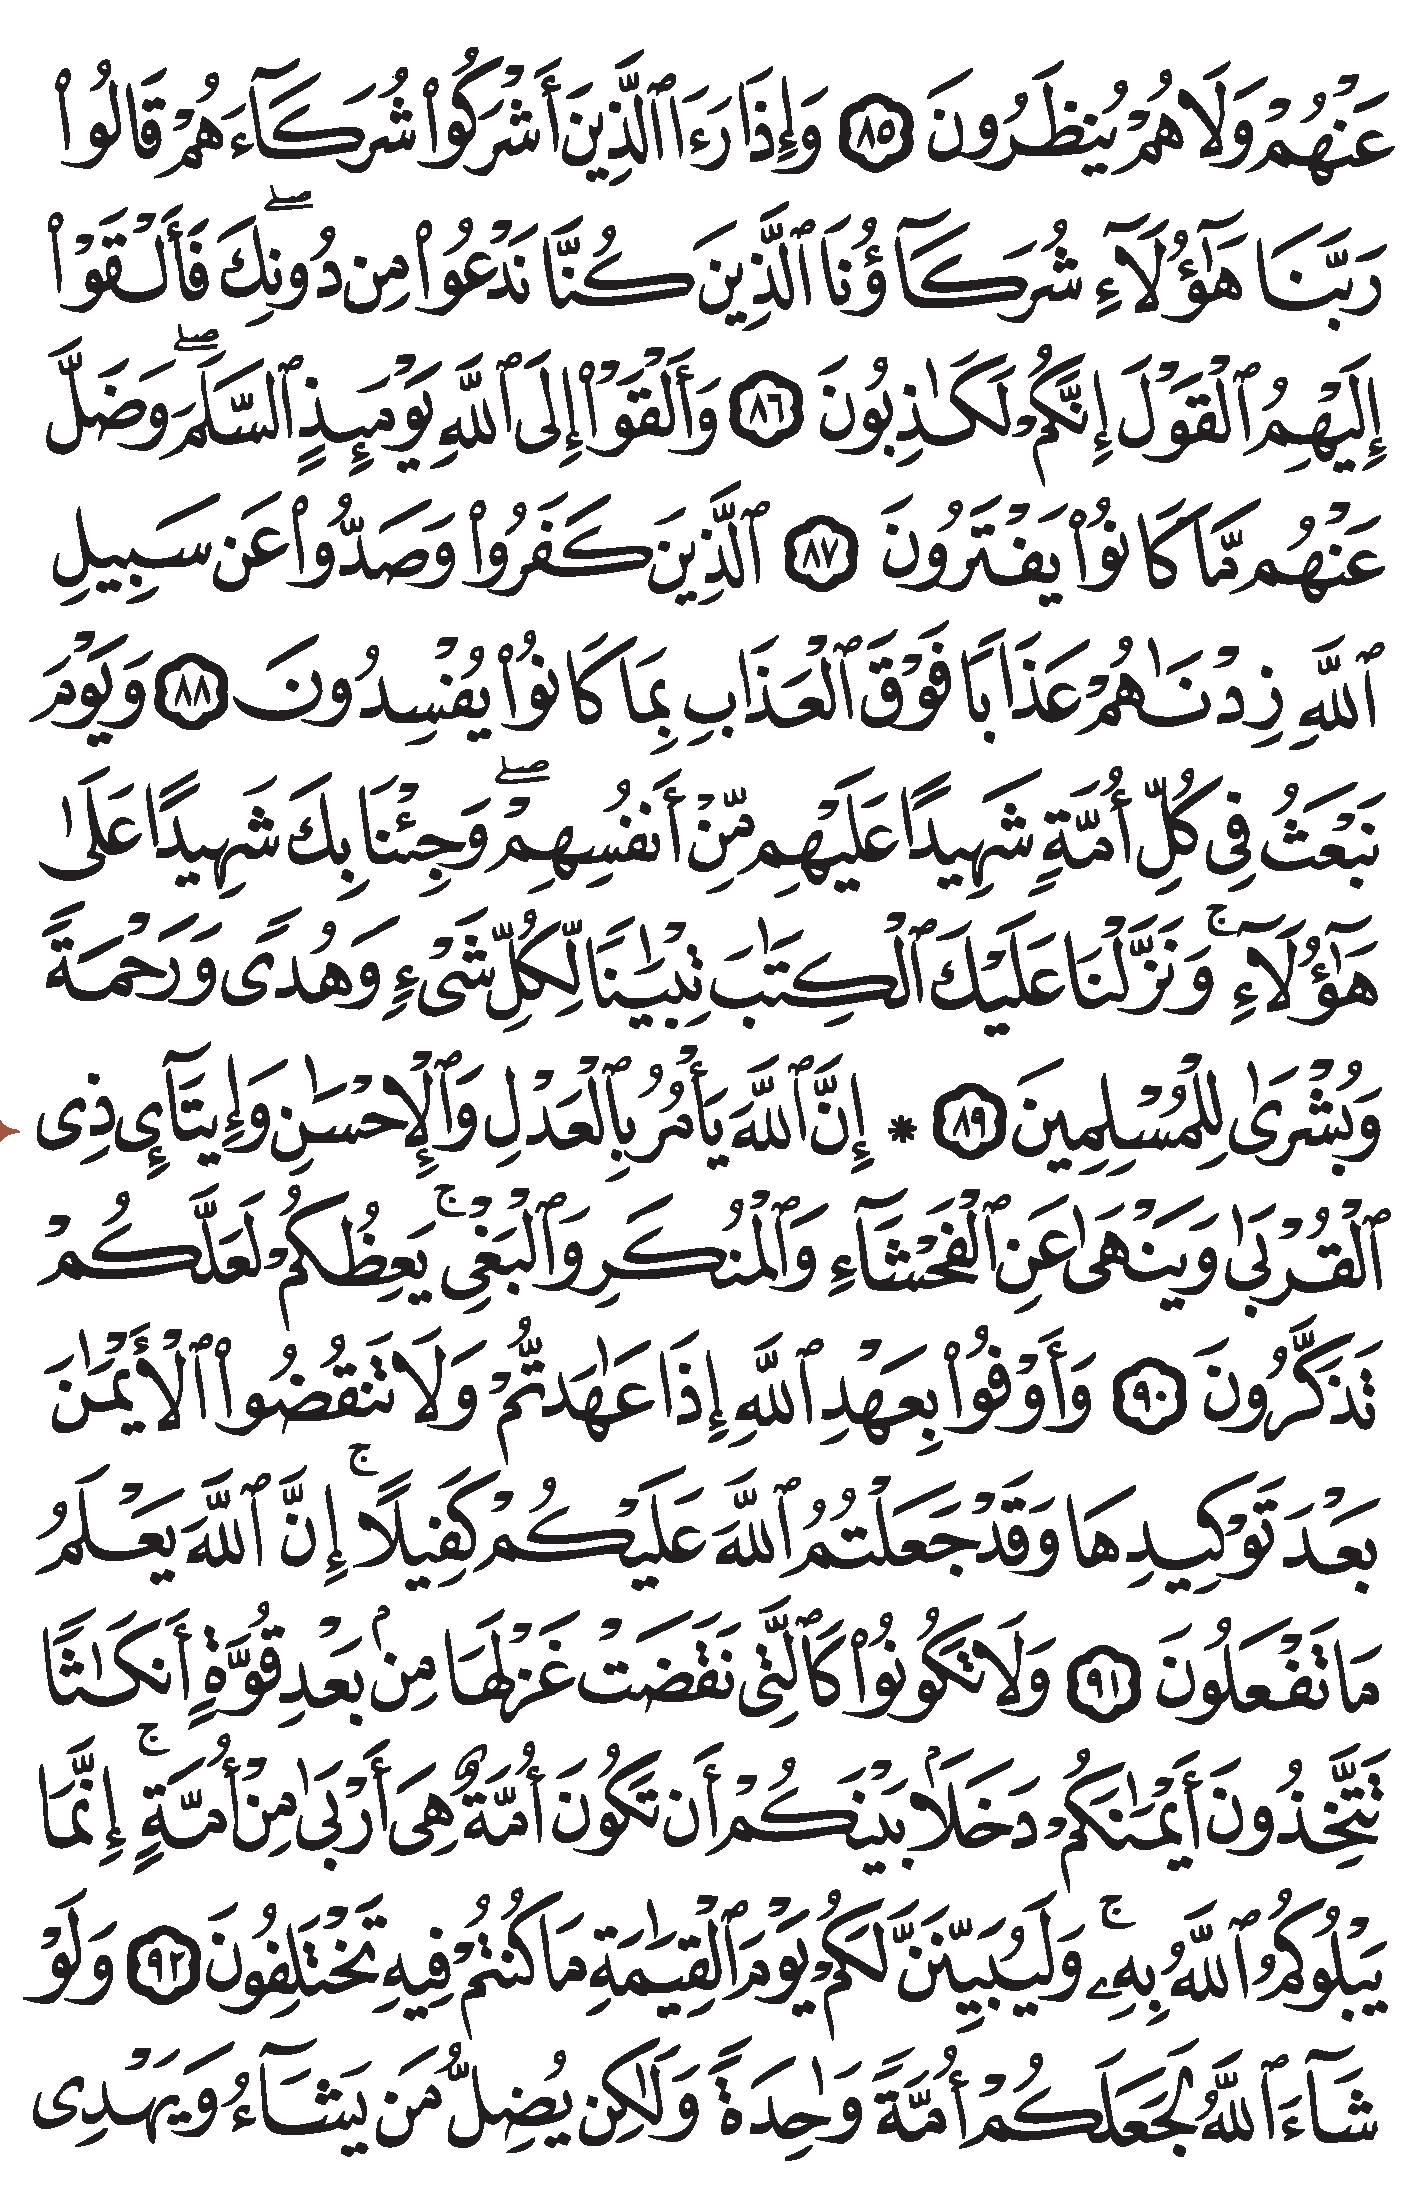 عَنْهُمْ وَلَا هُمْ يُنظَرُونَ ٨٥ وَإِذَا رَءَا ٱلَّذِينَ أَشْرَكُوا۟ شُرَكَآءَهُمْ قَالُوا۟
رَبَّنَا هَـٰٓؤُلَآءِ شُرَكَآؤُنَا ٱلَّذِينَ كُنَّا نَدْعُوا۟ مِن دُونِكَ ۖ فَأَلْقَوْا۟
إِلَيْهِمُ ٱلْقَوْلَ إِنَّكُمْ لَكَـٰذِبُونَ ٨٦ وَأَلْقَوْا۟ إِلَى ٱللَّهِ يَوْمَئِذٍ ٱلسَّلَمَ ۖ وَضَلَّ
عَنْهُم مَّا كَانُوا۟ يَفْتَرُونَ ٨٧ ٱلَّذِينَ كَفَرُوا۟ وَصَدُّوا۟ عَن سَبِيلِ
ٱللَّهِ زِدْنَـٰهُمْ عَذَابًا فَوْقَ ٱلْعَذَابِ بِمَا كَانُوا۟ يُفْسِدُونَ ٨٨ وَيَوْمَ
نَبْعَثُ فِى كُلِّ أُمَّةٍ شَهِيدًا عَلَيْهِم مِّنْ أَنفُسِهِمْ ۖ وَجِئْنَا بِكَ شَهِيدًا عَلَىٰ
هَـٰٓؤُلَآءِ ۚ وَنَزَّلْنَا عَلَيْكَ ٱلْكِتَـٰبَ تِبْيَـٰنًا لِّكُلِّ شَىْءٍ وَهُدًى وَرَحْمَةً
وَبُشْرَىٰ لِلْمُسْلِمِينَ ٨٩ * إِنَّ ٱللَّهَ يَأْمُرُ بِٱلْعَدْلِ وَٱلْإِحْسَـٰنِ وَإِيتَآئِ ذِى
ٱلْقُرْبَىٰ وَيَنْهَىٰ عَنِ ٱلْفَحْشَآءِ وَٱلْمُنكَرِ وَٱلْبَغْىِ ۚ يَعِظُكُمْ لَعَلَّكُمْ
تَذَكَّرُونَ ٩٠ وَأَوْفُوا۟ بِعَهْدِ ٱللَّهِ إِذَا عَـٰهَدتُّمْ وَلَا تَنقُضُوا۟ ٱلْأَيْمَـٰنَ
بَعْدَ تَوْكِيدِهَا وَقَدْ جَعَلْتُمُ ٱللَّهَ عَلَيْكُمْ كَفِيلًا ۚ إِنَّ ٱللَّهَ يَعْلَمُ
مَا تَفْعَلُونَ ٩١ وَلَا تَكُونُوا۟ كَٱلَّتِى نَقَضَتْ غَزْلَهَا مِنۢ بَعْدِ قُوَّةٍ أَنكَـٰثًا
تَتَّخِذُونَ أَيْمَـٰنَكُمْ دَخَلًۢا بَيْنَكُمْ أَن تَكُونَ أُمَّةٌ هِىَ أَرْبَىٰ مِنْ أُمَّةٍ ۚ إِنَّمَا
يَبْلُوكُمُ ٱللَّهُ بِهِۦ ۚ وَلَيُبَيِّنَنَّ لَكُمْ يَوْمَ ٱلْقِيَـٰمَةِ مَا كُنتُمْ فِيهِ تَخْتَلِفُونَ ٩٢ وَلَوْ
شَآءَ ٱللَّهُ لَجَعَلَكُمْ أُمَّةً وَٰحِدَةً وَلَـٰكِن يُضِلُّ مَن يَشَآءُ وَيَهْدِى